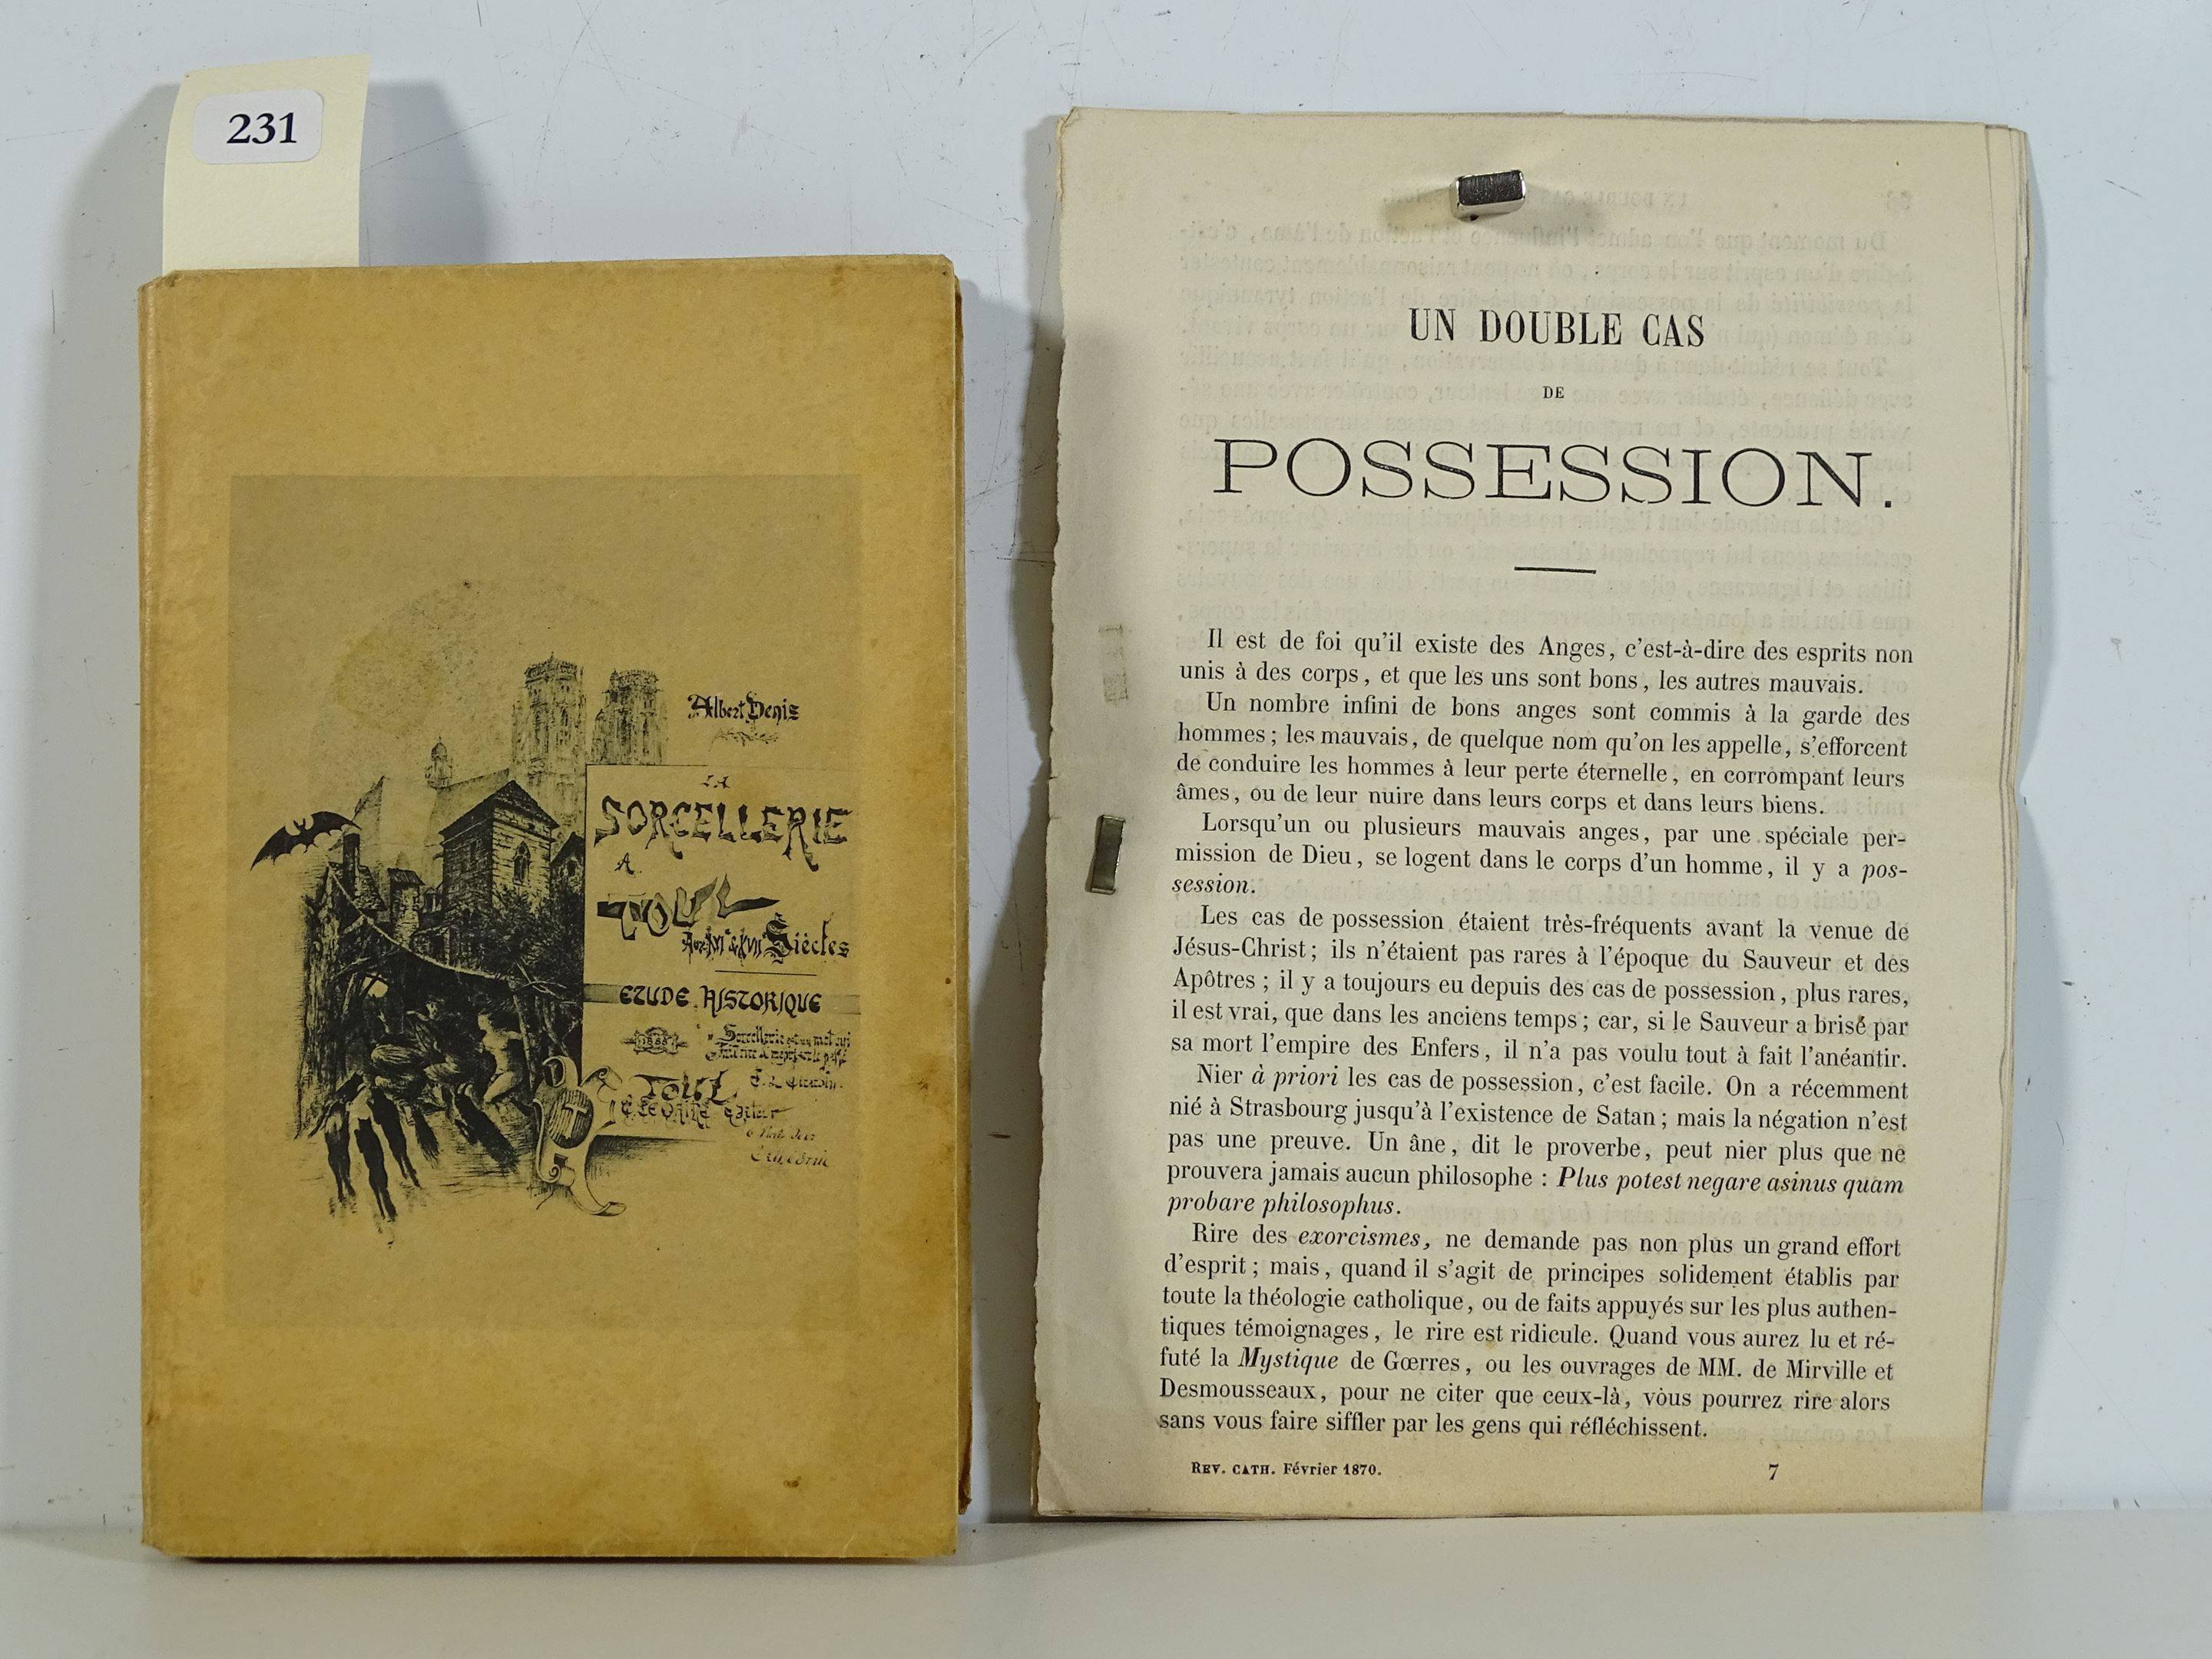 231
Albert Denis
LA
SORCELLERIE
A
TOUL
Aux XVIe & XVIIe Siècles
ETUDE HISTORIQUE
1888
"Sorcellerie est un mot qui
TOUL
Editeur
UN DOUBLE CAS
DE
POSSESSION.
Il est de foi qu'il existe des Anges, c'est-à-dire des esprits non
unis à des corps, et que les uns sont bons, les autres mauvais.
Un nombre infini de bons anges sont commis à la garde des
hommes; les mauvais, de quelque nom qu'on les appelle, s'efforcent
de conduire les hommes à leur perte éternelle, en corrompant leurs
âmes, ou de leur nuire dans leurs corps et dans leurs biens.
Lorsqu'un ou plusieurs mauvais anges, par une spéciale per-
mission de Dieu, se logent dans le corps d'un homme, il y a pos-
session.
Les cas de possession étaient très-fréquents avant la venue de
Jésus-Christ; ils n'étaient pas rares à l'époque du Sauveur et des
Apôtres; il y a toujours eu depuis des cas de possession, plus rares,
il est vrai, que dans les anciens temps; car, si le Sauveur a brisé par
sa mort l'empire des Enfers, il n'a pas voulu tout à fait l'anéantir.
Nier à priori les cas de possession, c'est facile. On a récemment
nié à Strasbourg jusqu'à l'existence de Satan; mais la négation n'est
pas une preuve. Un âne, dit le proverbe, peut nier plus que ne
prouvera jamais aucun philosophe : Plus potest negare asinus quam
probare philosophus.
Rire des exorcismes, ne demande pas non plus un grand effort
d'esprit; mais, quand il s'agit de principes solidement établis par
toute la théologie catholique, ou de faits appuyés sur les plus authen-
tiques témoignages, le rire est ridicule. Quand vous aurez lu et ré-
futé la Mystique de Gœrres, ou les ouvrages de MM. de Mirville et
Desmousseaux, pour ne citer que ceux-là, vous pourrez rire alors
sans vous faire siffler par les gens qui réfléchissent.
REV. CATH. Février 1870.
7